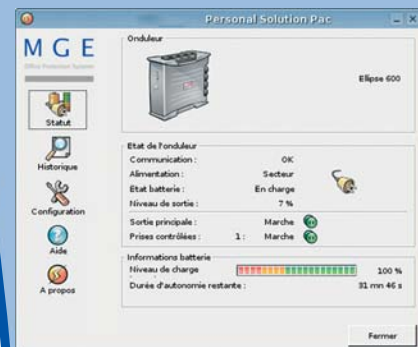 Personal Solution Pac
MGE
Office Protection Systems
Statut
Historique
Configuration
Aide
A propos
Onduleur
Ellipse 600
Etat de l'onduleur
Communication : OK
Alimentation : Secteur
Etat batterie : En charge
Niveau de sortie : 7 %
Sortie principale : Marche
Prises contrôlées : 1 : Marche
Informations batterie
Niveau de charge 100 %
Durée d'autonomie restante : 31 mn 46 s
Fermer